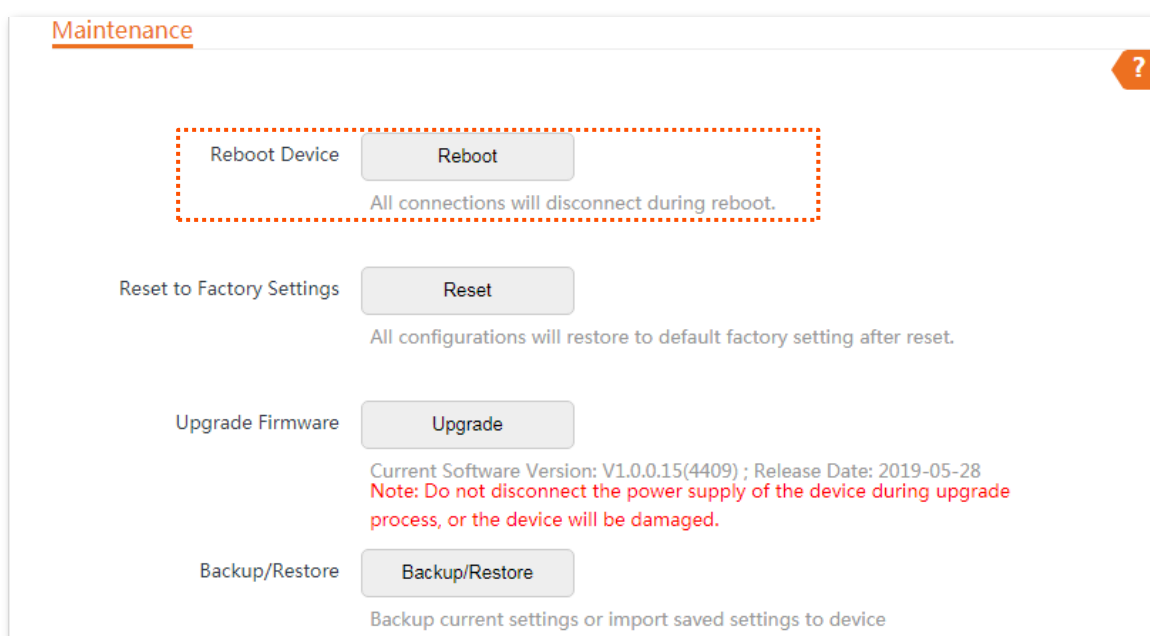 Maintenance
?
Reboot Device
Reboot
All connections will disconnect during reboot.
Reset to Factory Settings
Reset
All configurations will restore to default factory setting after reset.
Upgrade Firmware
Upgrade
Current Software Version: V1.0.0.15(4409) ; Release Date: 2019-05-28
Note: Do not disconnect the power supply of the device during upgrade
process, or the device will be damaged.
Backup/Restore
Backup/Restore
Backup current settings or import saved settings to device